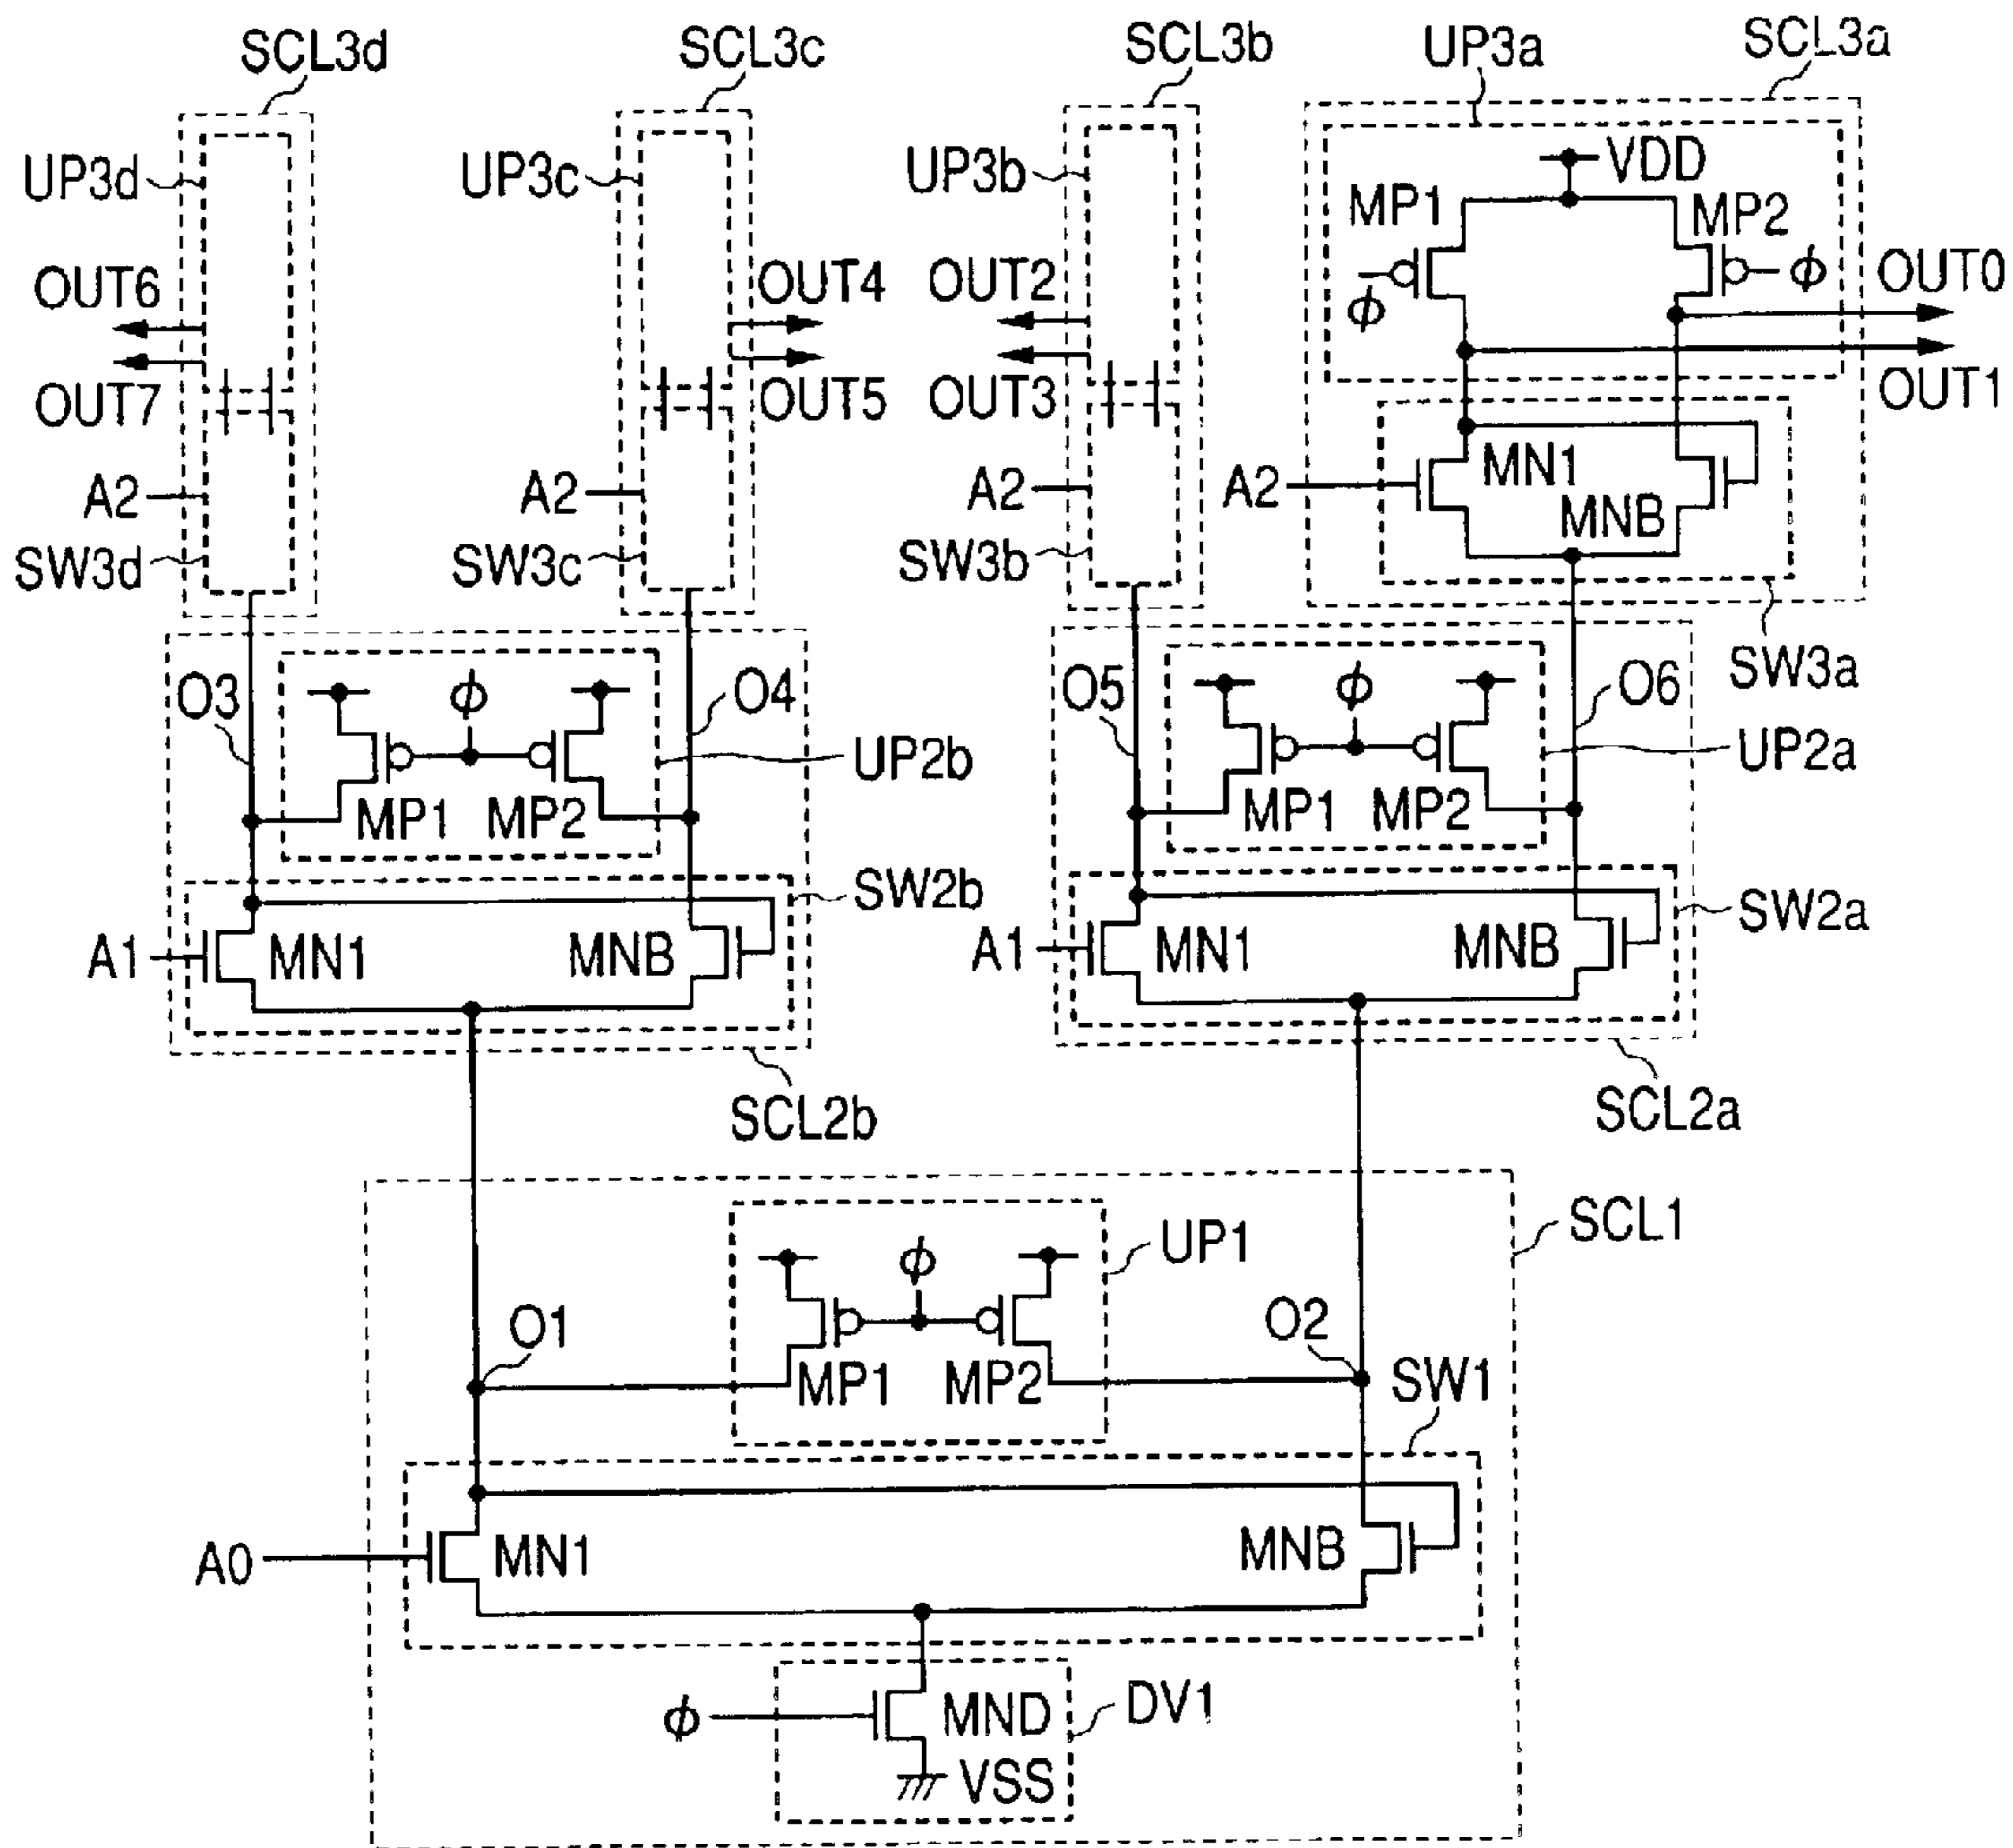 SCL3d SCL3c SCL3b UP3a SCL3a
UP3d UP3c UP3b VDD
MP1 MP2
OUT6 OUT4 OUT2 ϕ ϕ OUT0
OUT7 OUT5 OUT3 OUT1
A2 A2 A2 A2 MN1 MNB
SW3d SW3c SW3b SW3a
O3 ϕ O4 O5 ϕ O6
MP1 MP2 UP2b MP1 MP2 UP2a
SW2b SW2a
A1 MN1 MNB A1 MN1 MNB
SCL2b SCL2a
SCL1
ϕ UP1
O1 O2
MP1 MP2 SW1
A0 MN1 MNB
ϕ MND DV1
VSS